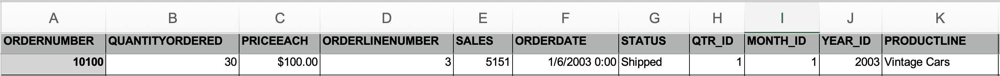 A B C D E F G H I J K
ORDERNUMBER QUANTITYORDERED PRICEEACH ORDERLINENUMBER SALES ORDERDATE STATUS QTR_ID MONTH_ID YEAR_ID PRODUCTLINE
10100 30 $100.00 3 5151 1/6/2003 0:00 Shipped 1 1 2003 Vintage Cars